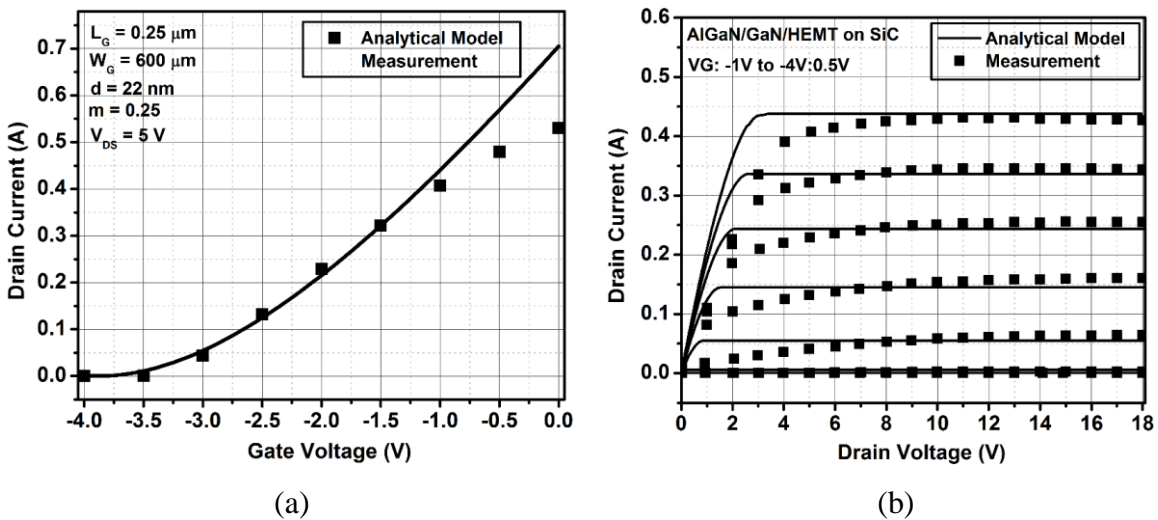 L_G = 0.25 μm
W_G = 600 μm
d = 22 nm
m = 0.25
V_DS = 5 V
Analytical Model
Measurement
0.7
0.6
0.5
0.4
0.3
0.2
0.1
0.0
-4.0 -3.5 -3.0 -2.5 -2.0 -1.5 -1.0 -0.5 0.0
Drain Current (A)
Gate Voltage (V)
(a)
AlGaN/GaN/HEMT on SiC
VG: -1V to -4V:0.5V
Analytical Model
Measurement
0.6
0.5
0.4
0.3
0.2
0.1
0.0
0 2 4 6 8 10 12 14 16 18
Drain Current (A)
Drain Voltage (V)
(b)